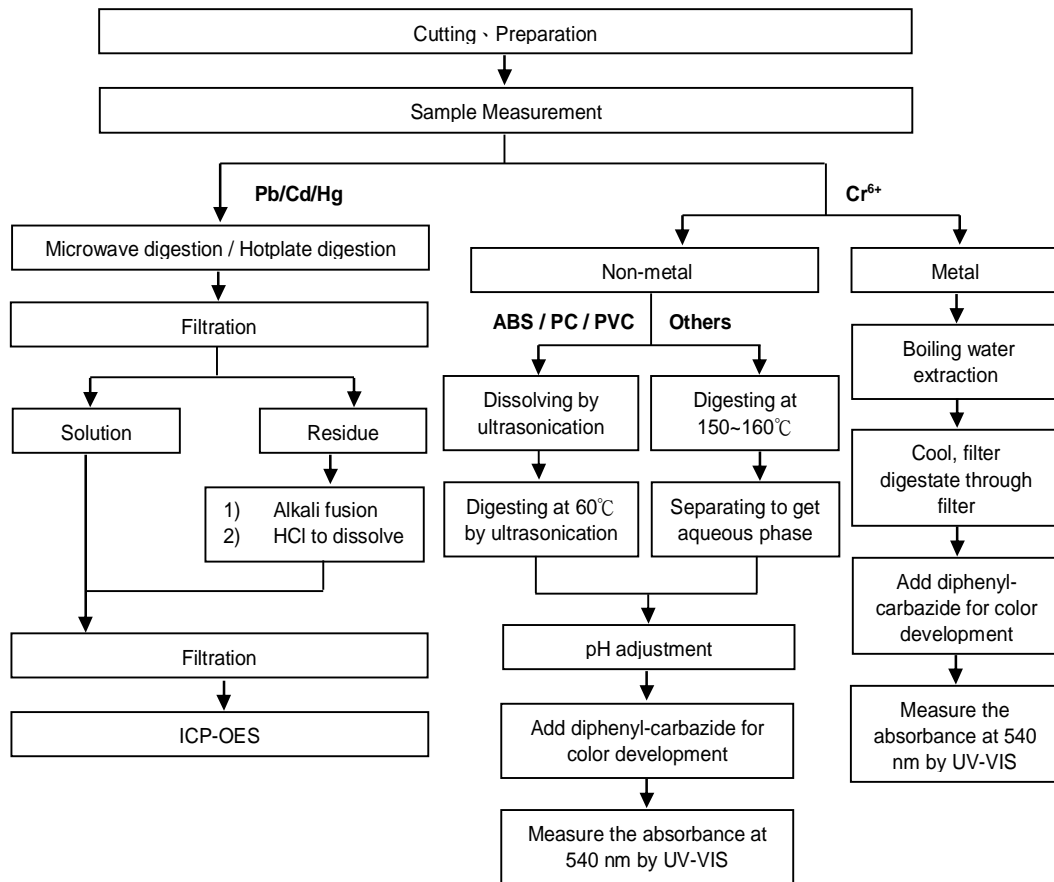 Cutting、Preparation
Sample Measurement
Pb/Cd/Hg
Cr⁶⁺
Microwave digestion / Hotplate digestion
Non-metal
Metal
Filtration
ABS / PC / PVC
Others
Boiling water
extraction
Solution
Residue
Dissolving by
ultrasonication
Digesting at
150~160℃
Cool, filter
digestate through
filter
1) Alkali fusion
2) HCl to dissolve
Digesting at 60℃
by ultrasonication
Separating to get
aqueous phase
Add diphenyl-
carbazide for color
development
Filtration
pH adjustment
ICP-OES
Add diphenyl-carbazide for
color development
Measure the
absorbance at 540
nm by UV-VIS
Measure the absorbance at
540 nm by UV-VIS